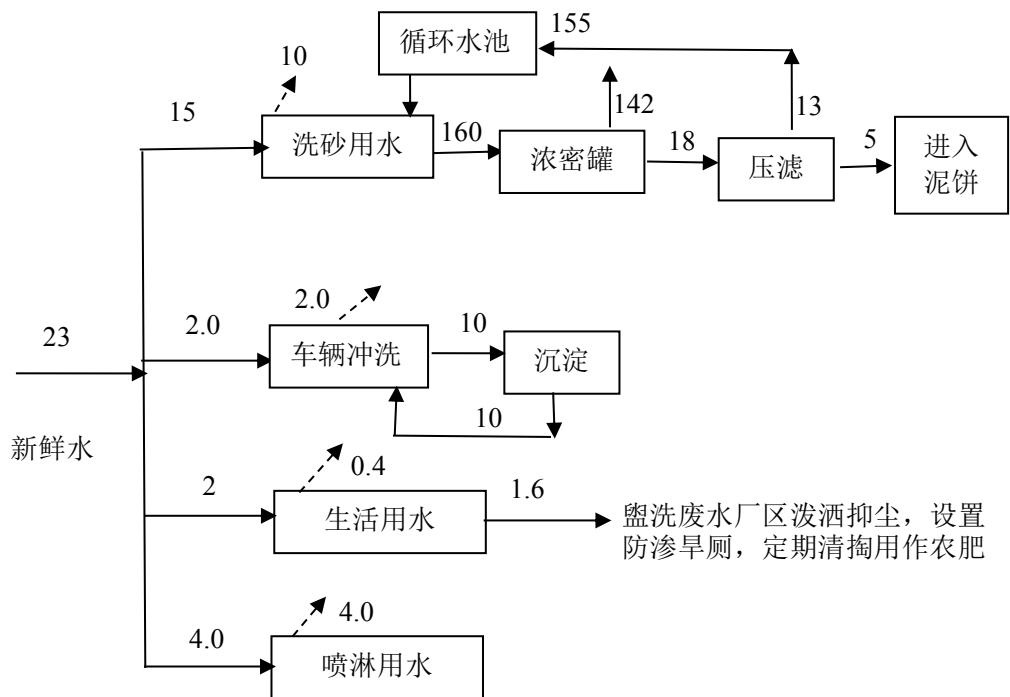 循环水池
155
10
15
洗砂用水
160
浓密罐
142
18
压滤
13
5
进入
泥饼
23
新鲜水
2.0
2.0
车辆冲洗
10
沉淀
10
2
0.4
生活用水
1.6
盥洗废水厂区泼洒抑尘，设置
防渗旱厕，定期清掏用作农肥
4.0
4.0
喷淋用水